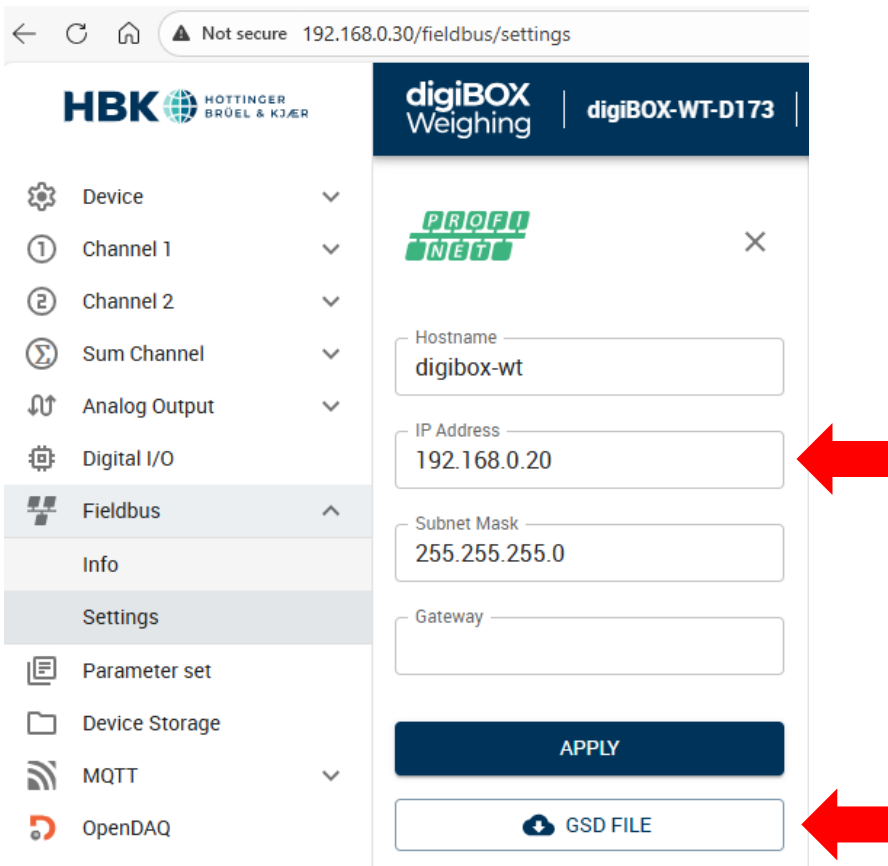 Not secure 192.168.0.30/fieldbus/settings
HBK HOTTINGER BRÜEL & KJÆR
digiBOX Weighing
digiBOX-WT-D173
Device
1 Channel 1
2 Channel 2
Σ Sum Channel
Analog Output
Digital I/O
Fieldbus
Info
Settings
Parameter set
Device Storage
MQTT
OpenDAQ
PROFI
NET
Hostname
digibox-wt
IP Address
192.168.0.20
Subnet Mask
255.255.255.0
Gateway
APPLY
GSD FILE